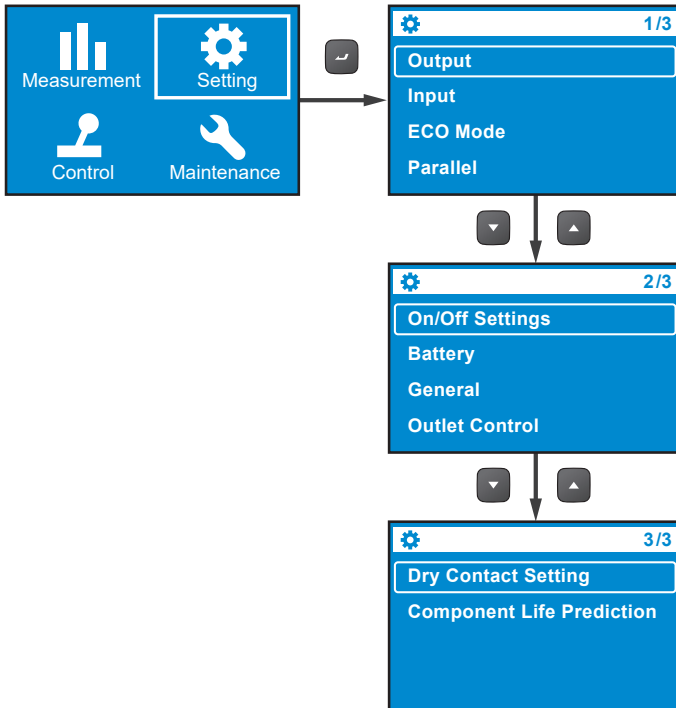 Measurement
Setting
Control
Maintenance
1/3
Output
Input
ECO Mode
Parallel
2/3
On/Off Settings
Battery
General
Outlet Control
3/3
Dry Contact Setting
Component Life Prediction